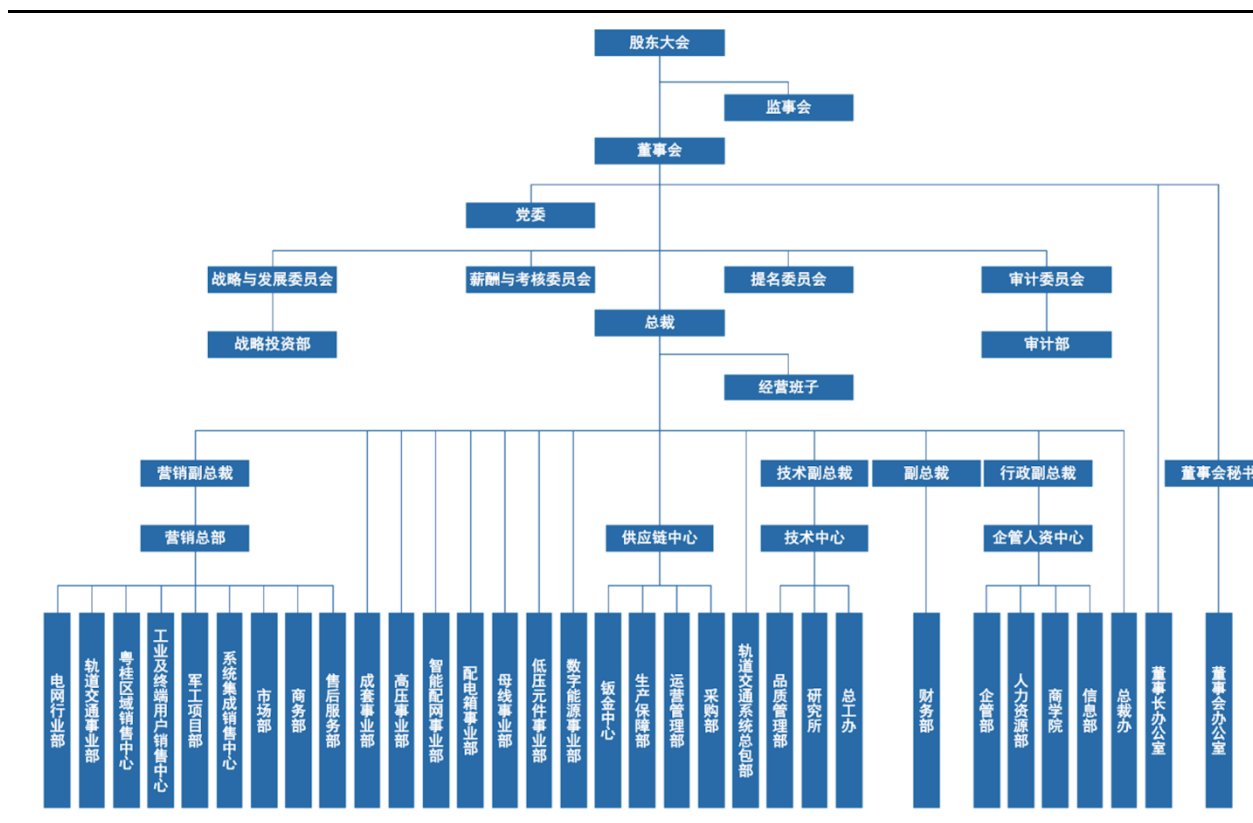 股东大会
监事会
董事会
党委
战略与发展委员会
薪酬与考核委员会
提名委员会
审计委员会
总裁
战略投资部
审计部
经营班子
营销副总裁
技术副总裁
副总裁
行政副总裁
董事会秘书
营销总部
供应链中心
技术中心
企管人资中心
电网行业部
轨道交通事业部
粤桂区域销售中心
工业及终端用户销售中心
军工项目部
系统集成销售中心
市场部
商务部
售后服务部
成套事业部
高压事业部
智能配网事业部
配电箱事业部
母线事业部
低压元件事业部
数字能源事业部
钣金中心
生产保障部
运营管理部
采购部
轨道交通系统总包部
品质管理部
研究所
总工办
财务部
企管部
人力资源部
商学院
信息部
总裁办
董事长办公室
董事会办公室